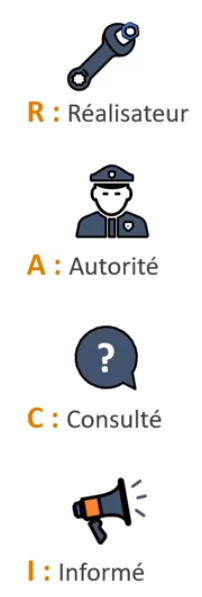 R : Réalisateur
A : Autorité
?
C : Consulté
I : Informé